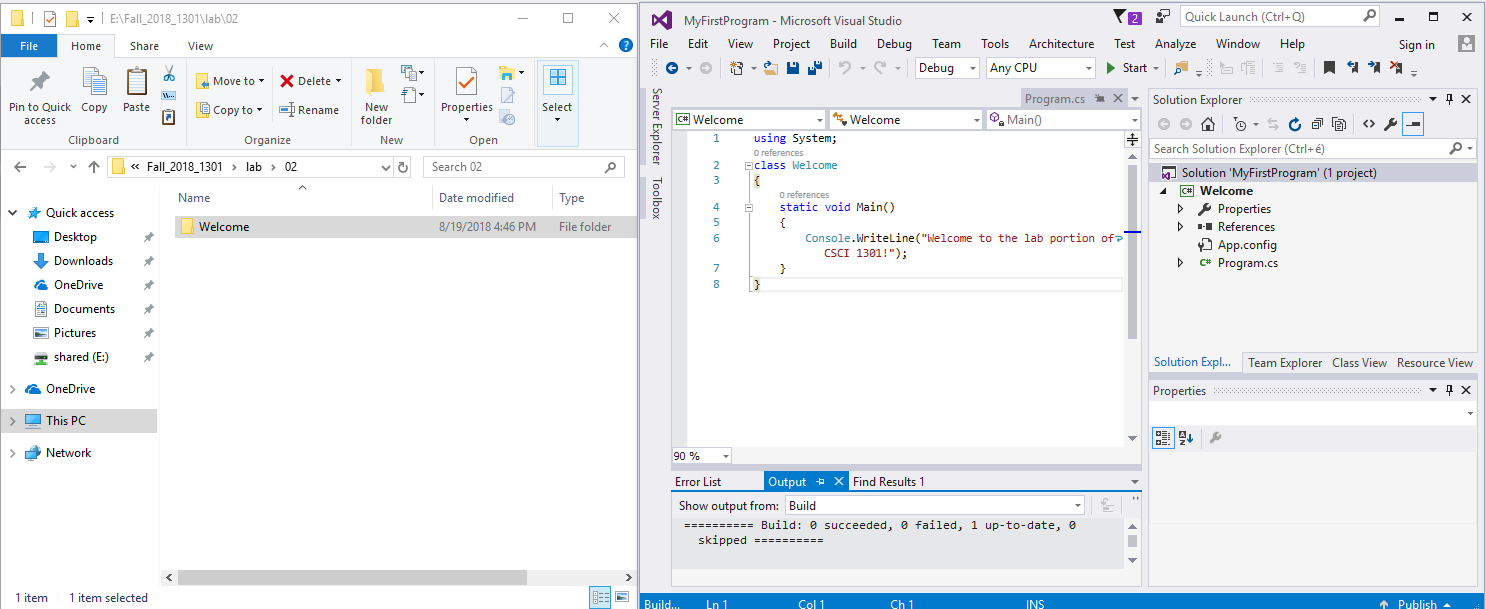 E:\Fall_2018_1301\lab\02
File Home Share View
Pin to Quick access
Copy
Paste
Clipboard
Move to
Copy to
Delete
Rename
Organize
New folder
New
Properties
Open
Select
Fall_2018_1301 lab 02
Search 02
Name Date modified Type
Quick access
Desktop
Downloads
OneDrive
Documents
Pictures
shared (E:)
OneDrive
This PC
Network
Welcome 8/19/2018 4:46 PM File folder
1 item 1 item selected
MyFirstProgram - Microsoft Visual Studio
2
Quick Launch (Ctrl+Q)
File Edit View Project Build Debug Team Tools Architecture Test Analyze Window Help Sign in
Debug Any CPU Start
Server Explorer
Toolbox
Program.cs
C# Welcome Welcome Main()
1 using System;
0 references
2 class Welcome
3 {
0 references
4 static void Main()
5 {
6 Console.WriteLine("Welcome to the lab portion of
CSCI 1301!");
7 }
8 }
90 %
Error List Output Find Results 1
Show output from: Build
========== Build: 0 succeeded, 0 failed, 1 up-to-date, 0
skipped ==========
Solution Explorer
Search Solution Explorer (Ctrl+é)
Solution 'MyFirstProgram' (1 project)
C# Welcome
Properties
References
App.config
C# Program.cs
Solution Expl... Team Explorer Class View Resource View
Properties
Build... Ln 1 Col 1 Ch 1 INS Publish